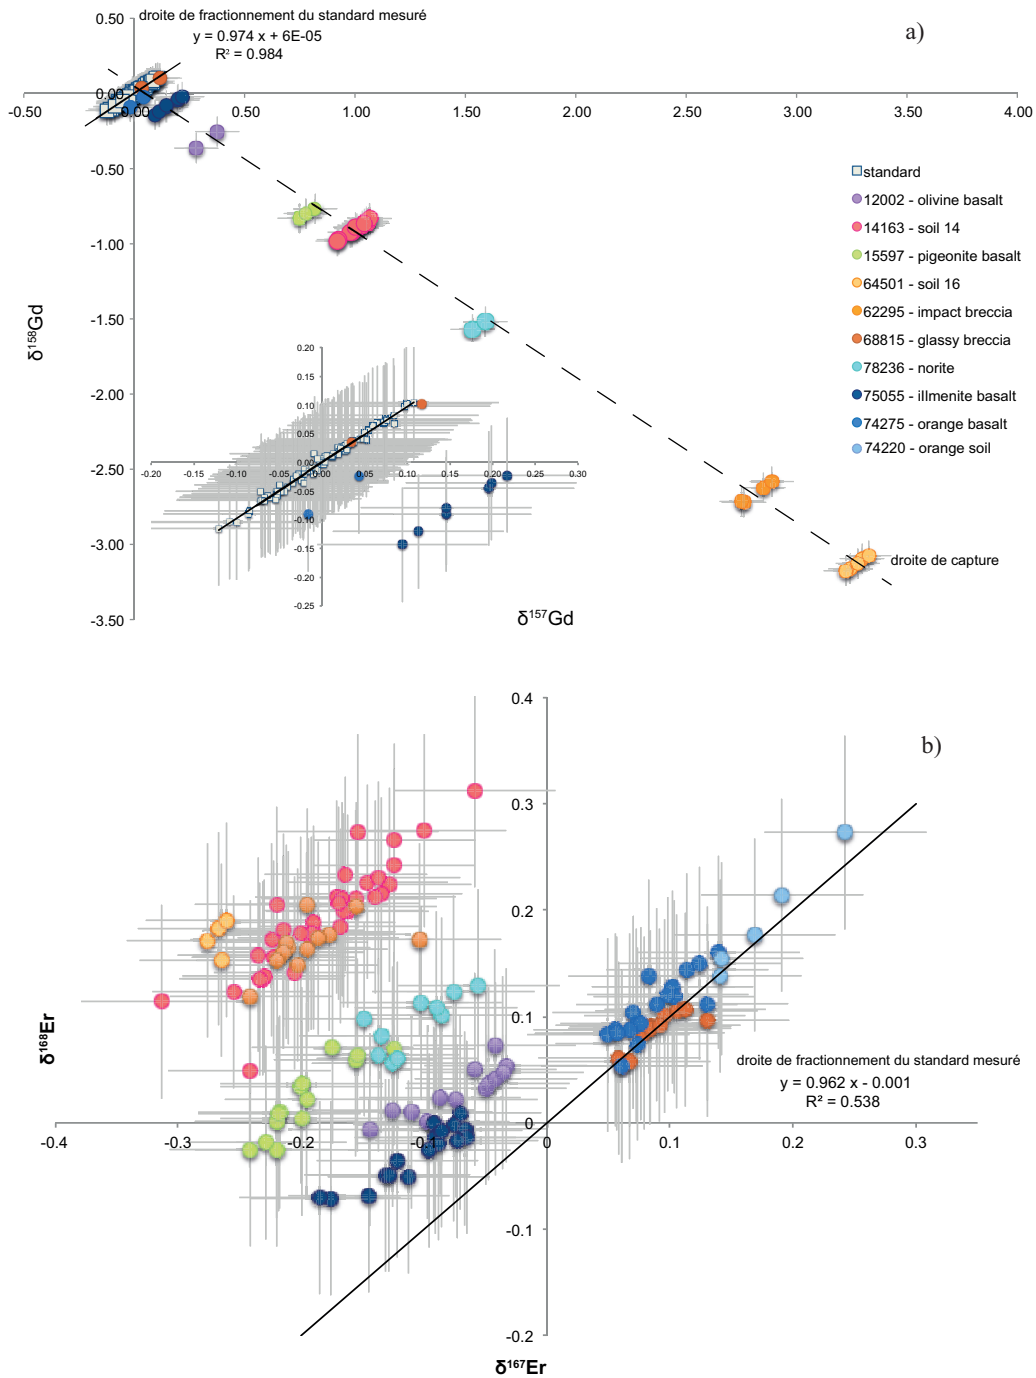 droite de fractionnement du standard mesuré
y = 0.974 x + 6E-05
R² = 0.984
a)
0.50
0.00
-0.50
0.00
0.50
1.00
1.50
2.00
2.50
3.00
3.50
4.00
-0.50
-1.00
-1.50
-2.00
-2.50
-3.00
-3.50
δ¹⁵⁸Gd
δ¹⁵⁷Gd
standard
12002 - olivine basalt
14163 - soil 14
15597 - pigeonite basalt
64501 - soil 16
62295 - impact breccia
68815 - glassy breccia
78236 - norite
75055 - illmenite basalt
74275 - orange basalt
74220 - orange soil
droite de capture
0.20
0.15
0.10
0.05
0.00
-0.20
-0.15
-0.10
-0.05
0.00
0.05
0.10
0.15
0.20
0.30
-0.05
-0.10
-0.15
-0.20
-0.25
b)
0.4
0.3
0.2
0.1
0
-0.4
-0.3
-0.2
-0.1
0
0.1
0.2
0.3
-0.1
-0.2
δ¹⁶⁸Er
droite de fractionnement du standard mesuré
y = 0.962 x - 0.001
R² = 0.538
δ¹⁶⁷Er